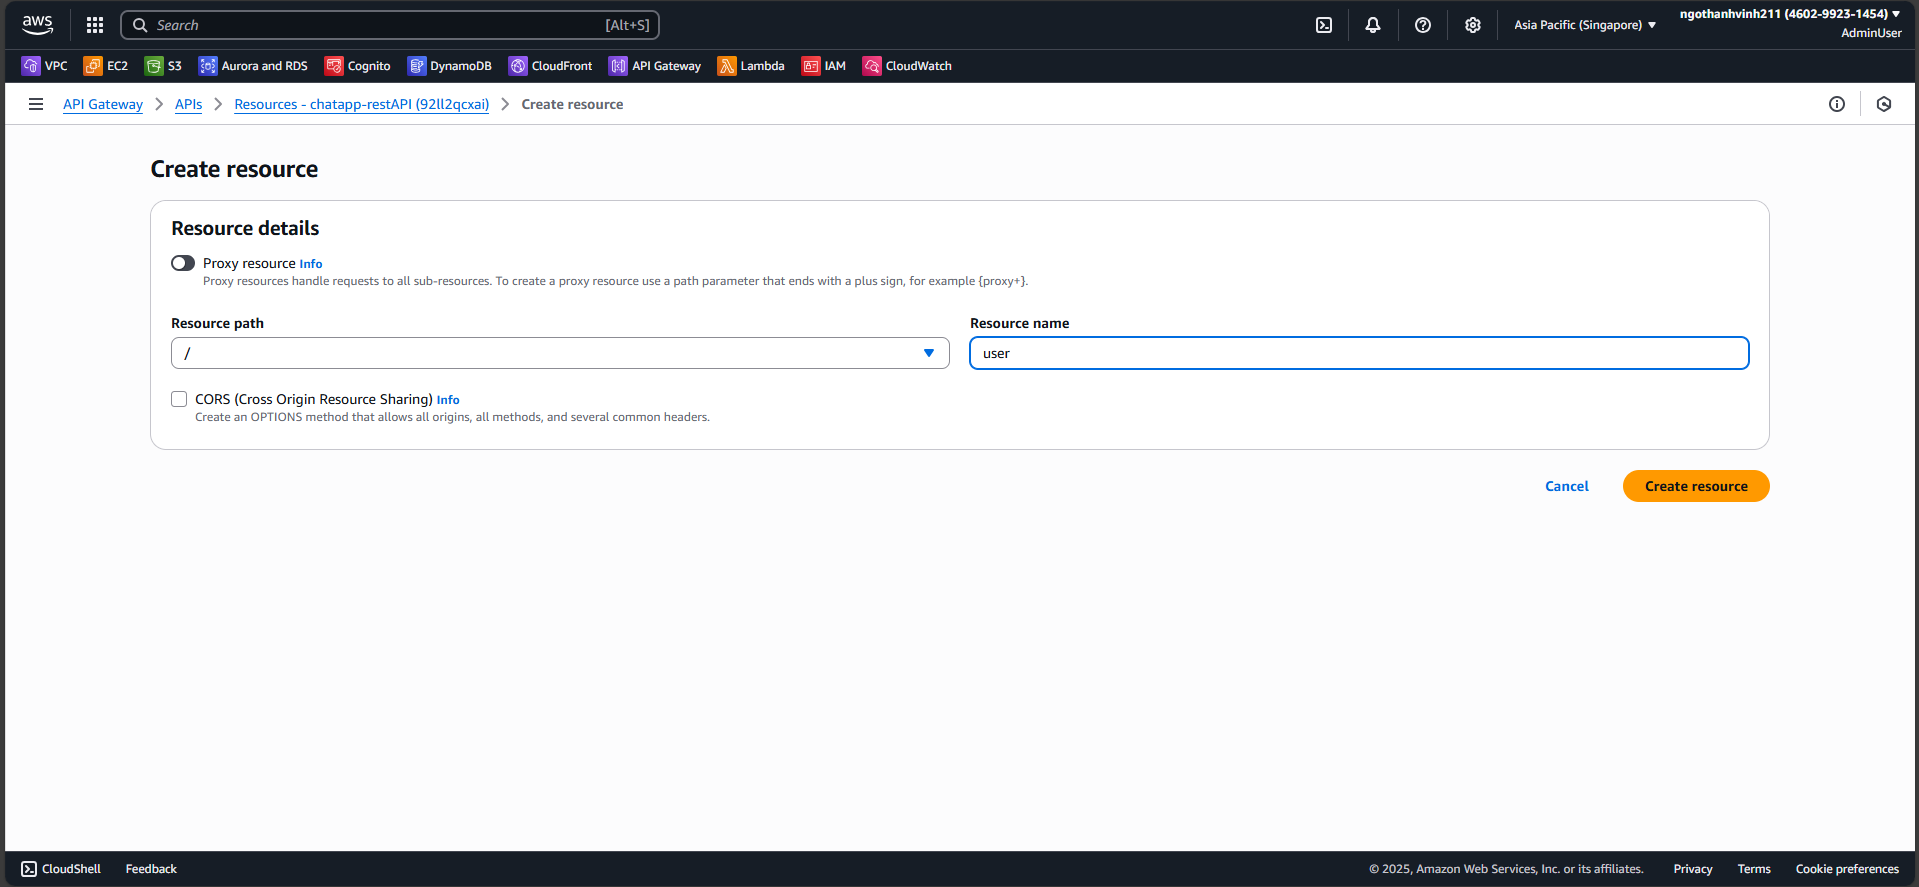 aws
Search [Alt+S]
Asia Pacific (Singapore)
ngothanhvinh211 (4602-9923-1454)
AdminUser
VPC EC2 S3 Aurora and RDS Cognito DynamoDB CloudFront API Gateway Lambda IAM CloudWatch
API Gateway > APIs > Resources - chatapp-restAPI (92ll2qcxai) > Create resource
Create resource
Resource details
Proxy resource Info
Proxy resources handle requests to all sub-resources. To create a proxy resource use a path parameter that ends with a plus sign, for example {proxy+}.
Resource path
/
Resource name
user
CORS (Cross Origin Resource Sharing) Info
Create an OPTIONS method that allows all origins, all methods, and several common headers.
Cancel
Create resource
CloudShell Feedback
© 2025, Amazon Web Services, Inc. or its affiliates. Privacy Terms Cookie preferences